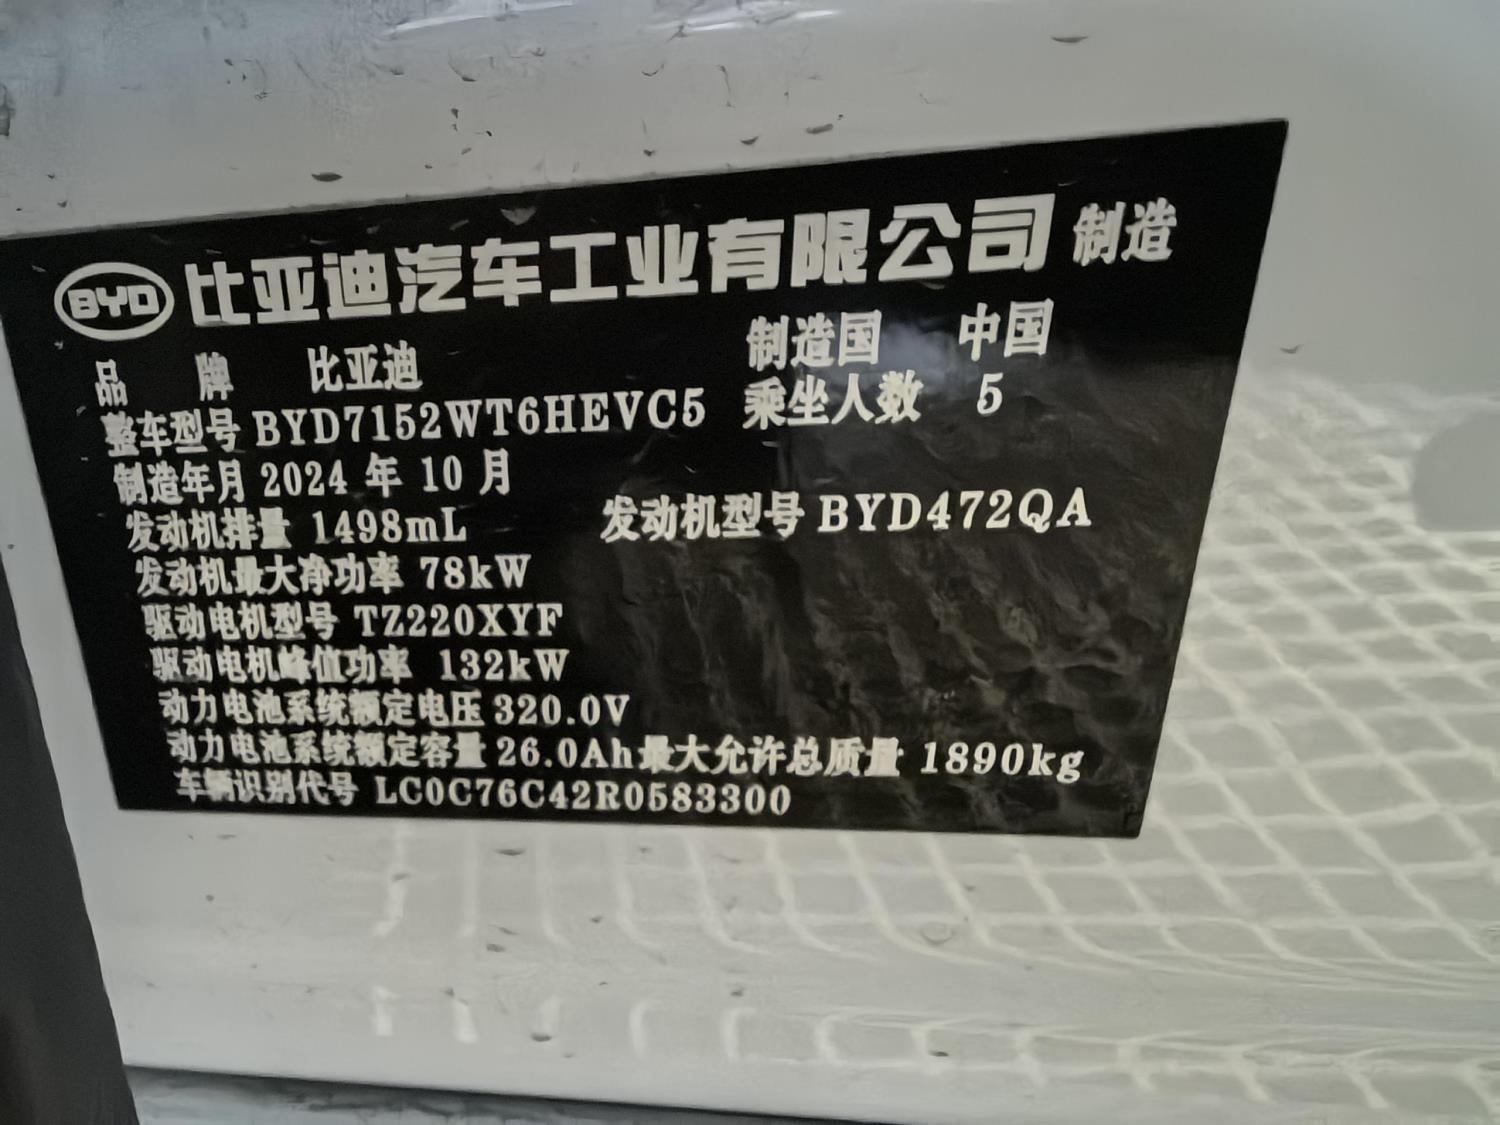 BYD 比亚迪汽车工业有限公司 制造
品牌 比亚迪 制造国 中国
整车型号 BYD7152WT6HEVC5 乘坐人数 5
制造年月 2024 年 10 月
发动机排量 1498mL 发动机型号 BYD472QA
发动机最大净功率 78kW
驱动电机型号 TZ220XYF
驱动电机峰值功率 132kW
动力电池系统额定电压 320.0V
动力电池系统额定容量 26.0Ah 最大允许总质量 1890kg
车辆识别代号 LC0C76C42R0583300